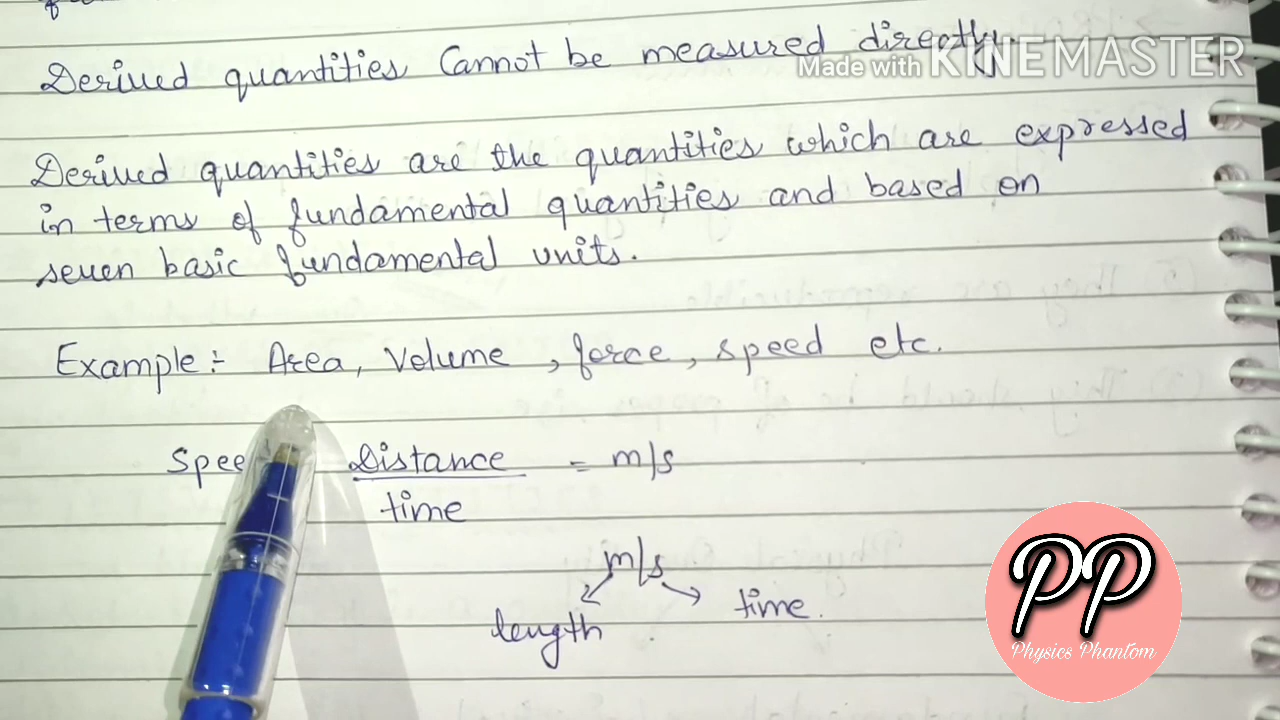 Derived quantities Cannot be measured directly
Made with KINEMASTER
Derived quantities are the quantities which are expressed
in terms of fundamental quantities and based on
seven basic fundamental units.
Example :- Area, Volume , force, speed etc.
Distance = m/s
time
m/s
length time.
PP
Physics Phantom